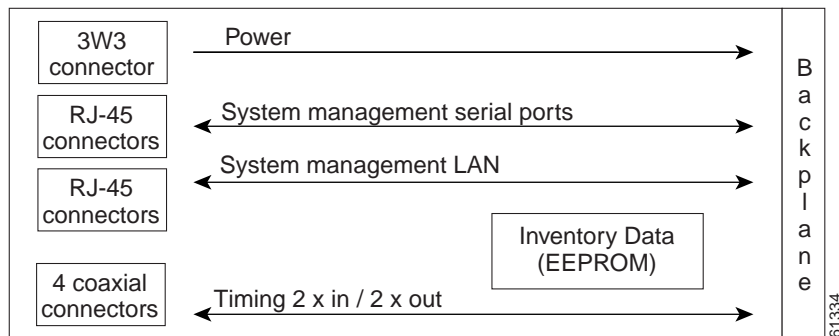 3W3
connector
Power
RJ-45
connectors
System management serial ports
System management LAN
RJ-45
connectors
Inventory Data
(EEPROM)
4 coaxial
connectors
Timing 2 x in / 2 x out
Backplane
61334